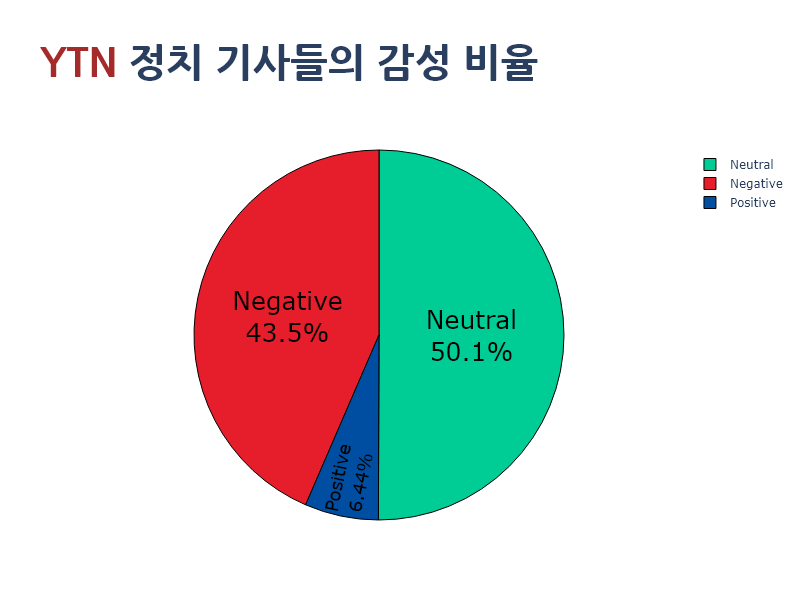 YTN 정치 기사들의 감성 비율
Neutral
Negative
Positive
Negative
43.5%
Neutral
50.1%
Positive
6.44%